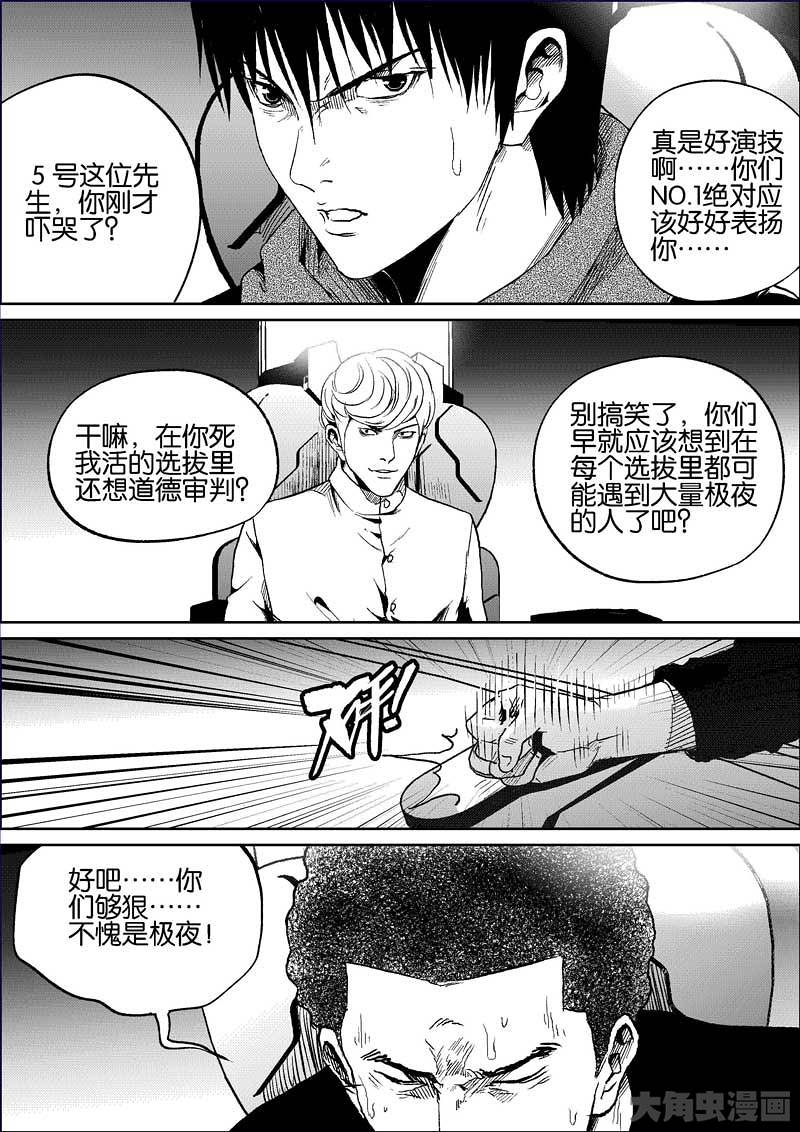 5号这位先
生，你刚才
吓哭了？
真是好演技
啊……你们
NO.1绝对应
该好好表扬
你……
干嘛，在你死
我活的选拔里
还想道德审判？
别搞笑了，你们
早就应该想到在
每个选拔里都可
能遇到大量极夜
的人了吧？
好吧……你
们够狠……
不愧是极夜！
大角虫漫画